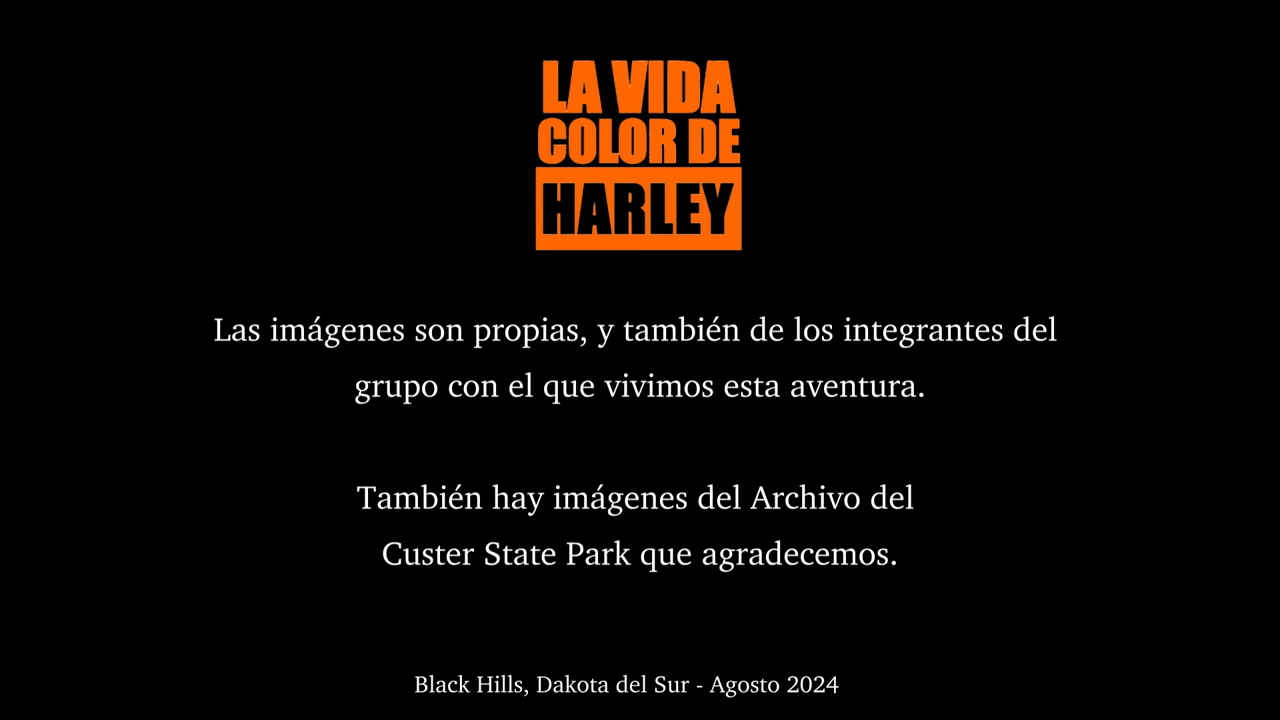 LA VIDA
COLOR DE
HARLEY
Las imágenes son propias, y también de los integrantes del
grupo con el que vivimos esta aventura.
También hay imágenes del Archivo del
Custer State Park que agradecemos.
Black Hills, Dakota del Sur - Agosto 2024